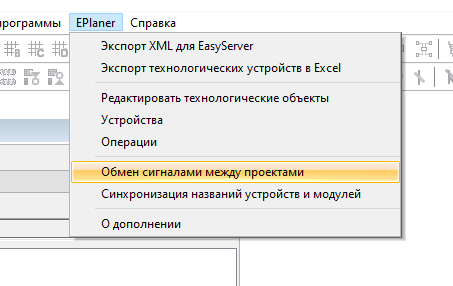 программы EPlaner Справка
Экспорт XML для EasyServer
Экспорт технологических устройств в Excel
Редактировать технологические объекты
Устройства
Операции
Обмен сигналами между проектами
Синхронизация названий устройств и модулей
О дополнении